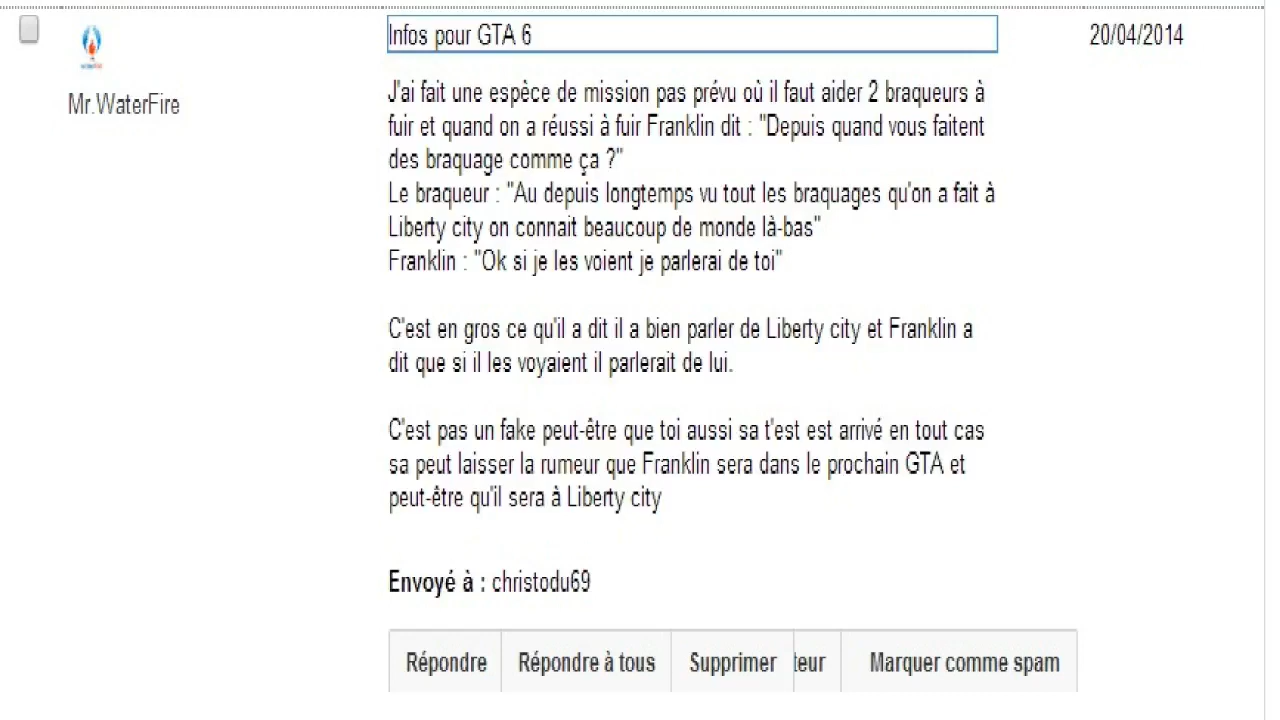 Infos pour GTA 6
20/04/2014
Mr.WaterFire
J'ai fait une espèce de mission pas prévu où il faut aider 2 braqueurs à
fuir et quand on a réussi à fuir Franklin dit : "Depuis quand vous faitent
des braquage comme ça ?"
Le braqueur : "Au depuis longtemps vu tout les braquages qu'on a fait à
Liberty city on connait beaucoup de monde là-bas"
Franklin : "Ok si je les voient je parlerai de toi"
C'est en gros ce qu'il a dit il a bien parler de Liberty city et Franklin a
dit que si il les voyaient il parlerait de lui.
C'est pas un fake peut-être que toi aussi sa t'est est arrivé en tout cas
sa peut laisser la rumeur que Franklin sera dans le prochain GTA et
peut-être qu'il sera à Liberty city
Envoyé à : christodu69
Répondre Répondre à tous Supprimer teur Marquer comme spam